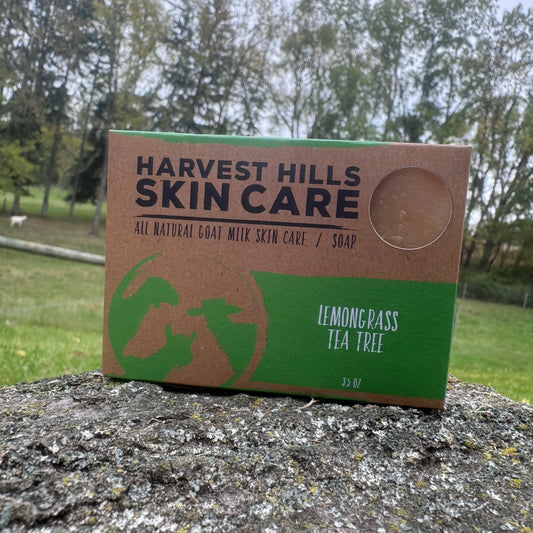 HARVEST HILLS
SKIN CARE
ALL NATURAL GOAT MILK SKIN CARE / SOAP
LEMONGRASS
TEA TREE
3.5 OZ